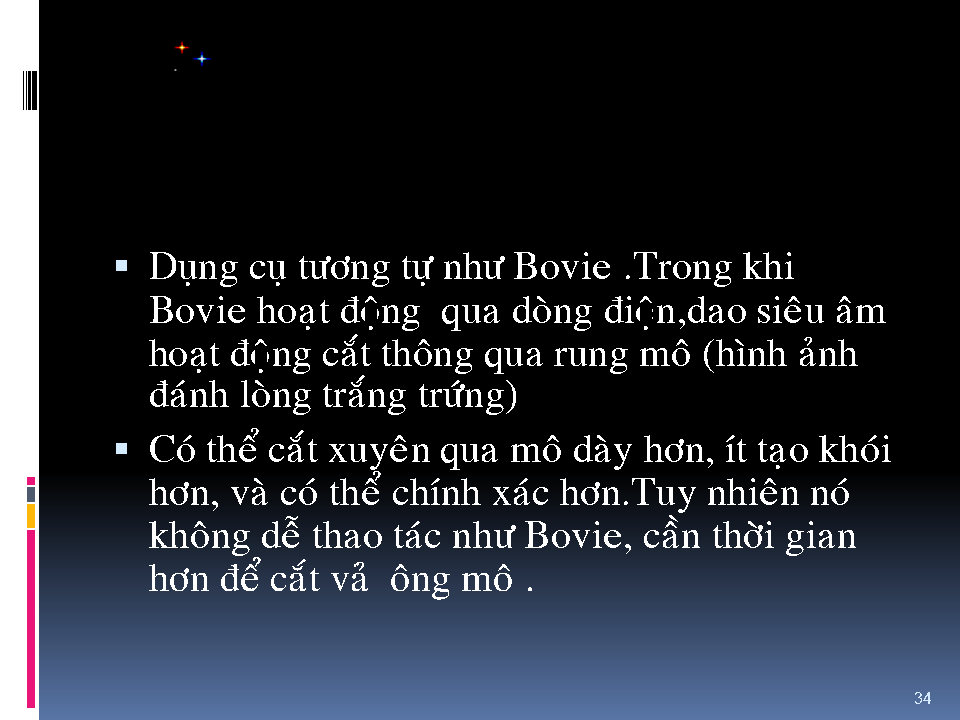 Dụng cụ tương tự như Bovie .Trong khi
Bovie hoạt động qua dòng điện,dao siêu âm
hoạt động cắt thông qua rung mô (hình ảnh
đánh lòng trắng trứng)
Có thể cắt xuyên qua mô dày hơn, ít tạo khói
hơn, và có thể chính xác hơn.Tuy nhiên nó
không dễ thao tác như Bovie, cần thời gian
hơn để cắt vả ông mô .
34